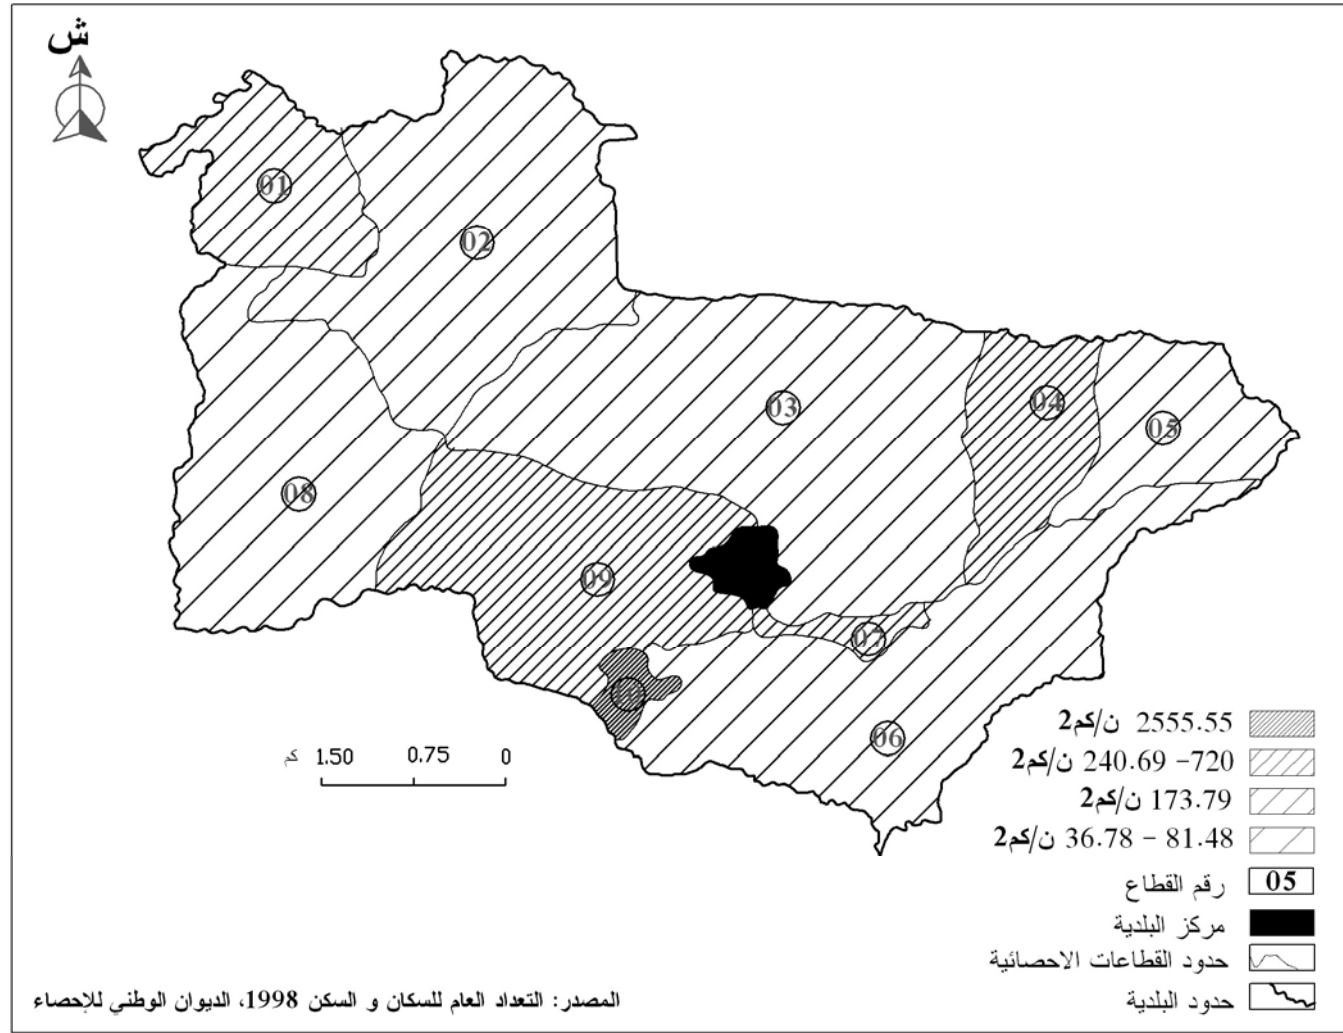 ش
01
02
03
04
05
08
09
07
06
كم 1.50 0.75 0
2555.55 ن/كم2
240.69 -720 ن/كم2
173.79 ن/كم2
36.78 - 81.48 ن/كم2
رقم القطاع 05
مركز البلدية
حدود القطاعات الاحصائية
حدود البلدية
المصدر: التعداد العام للسكان و السكن 1998، الديوان الوطني للإحصاء